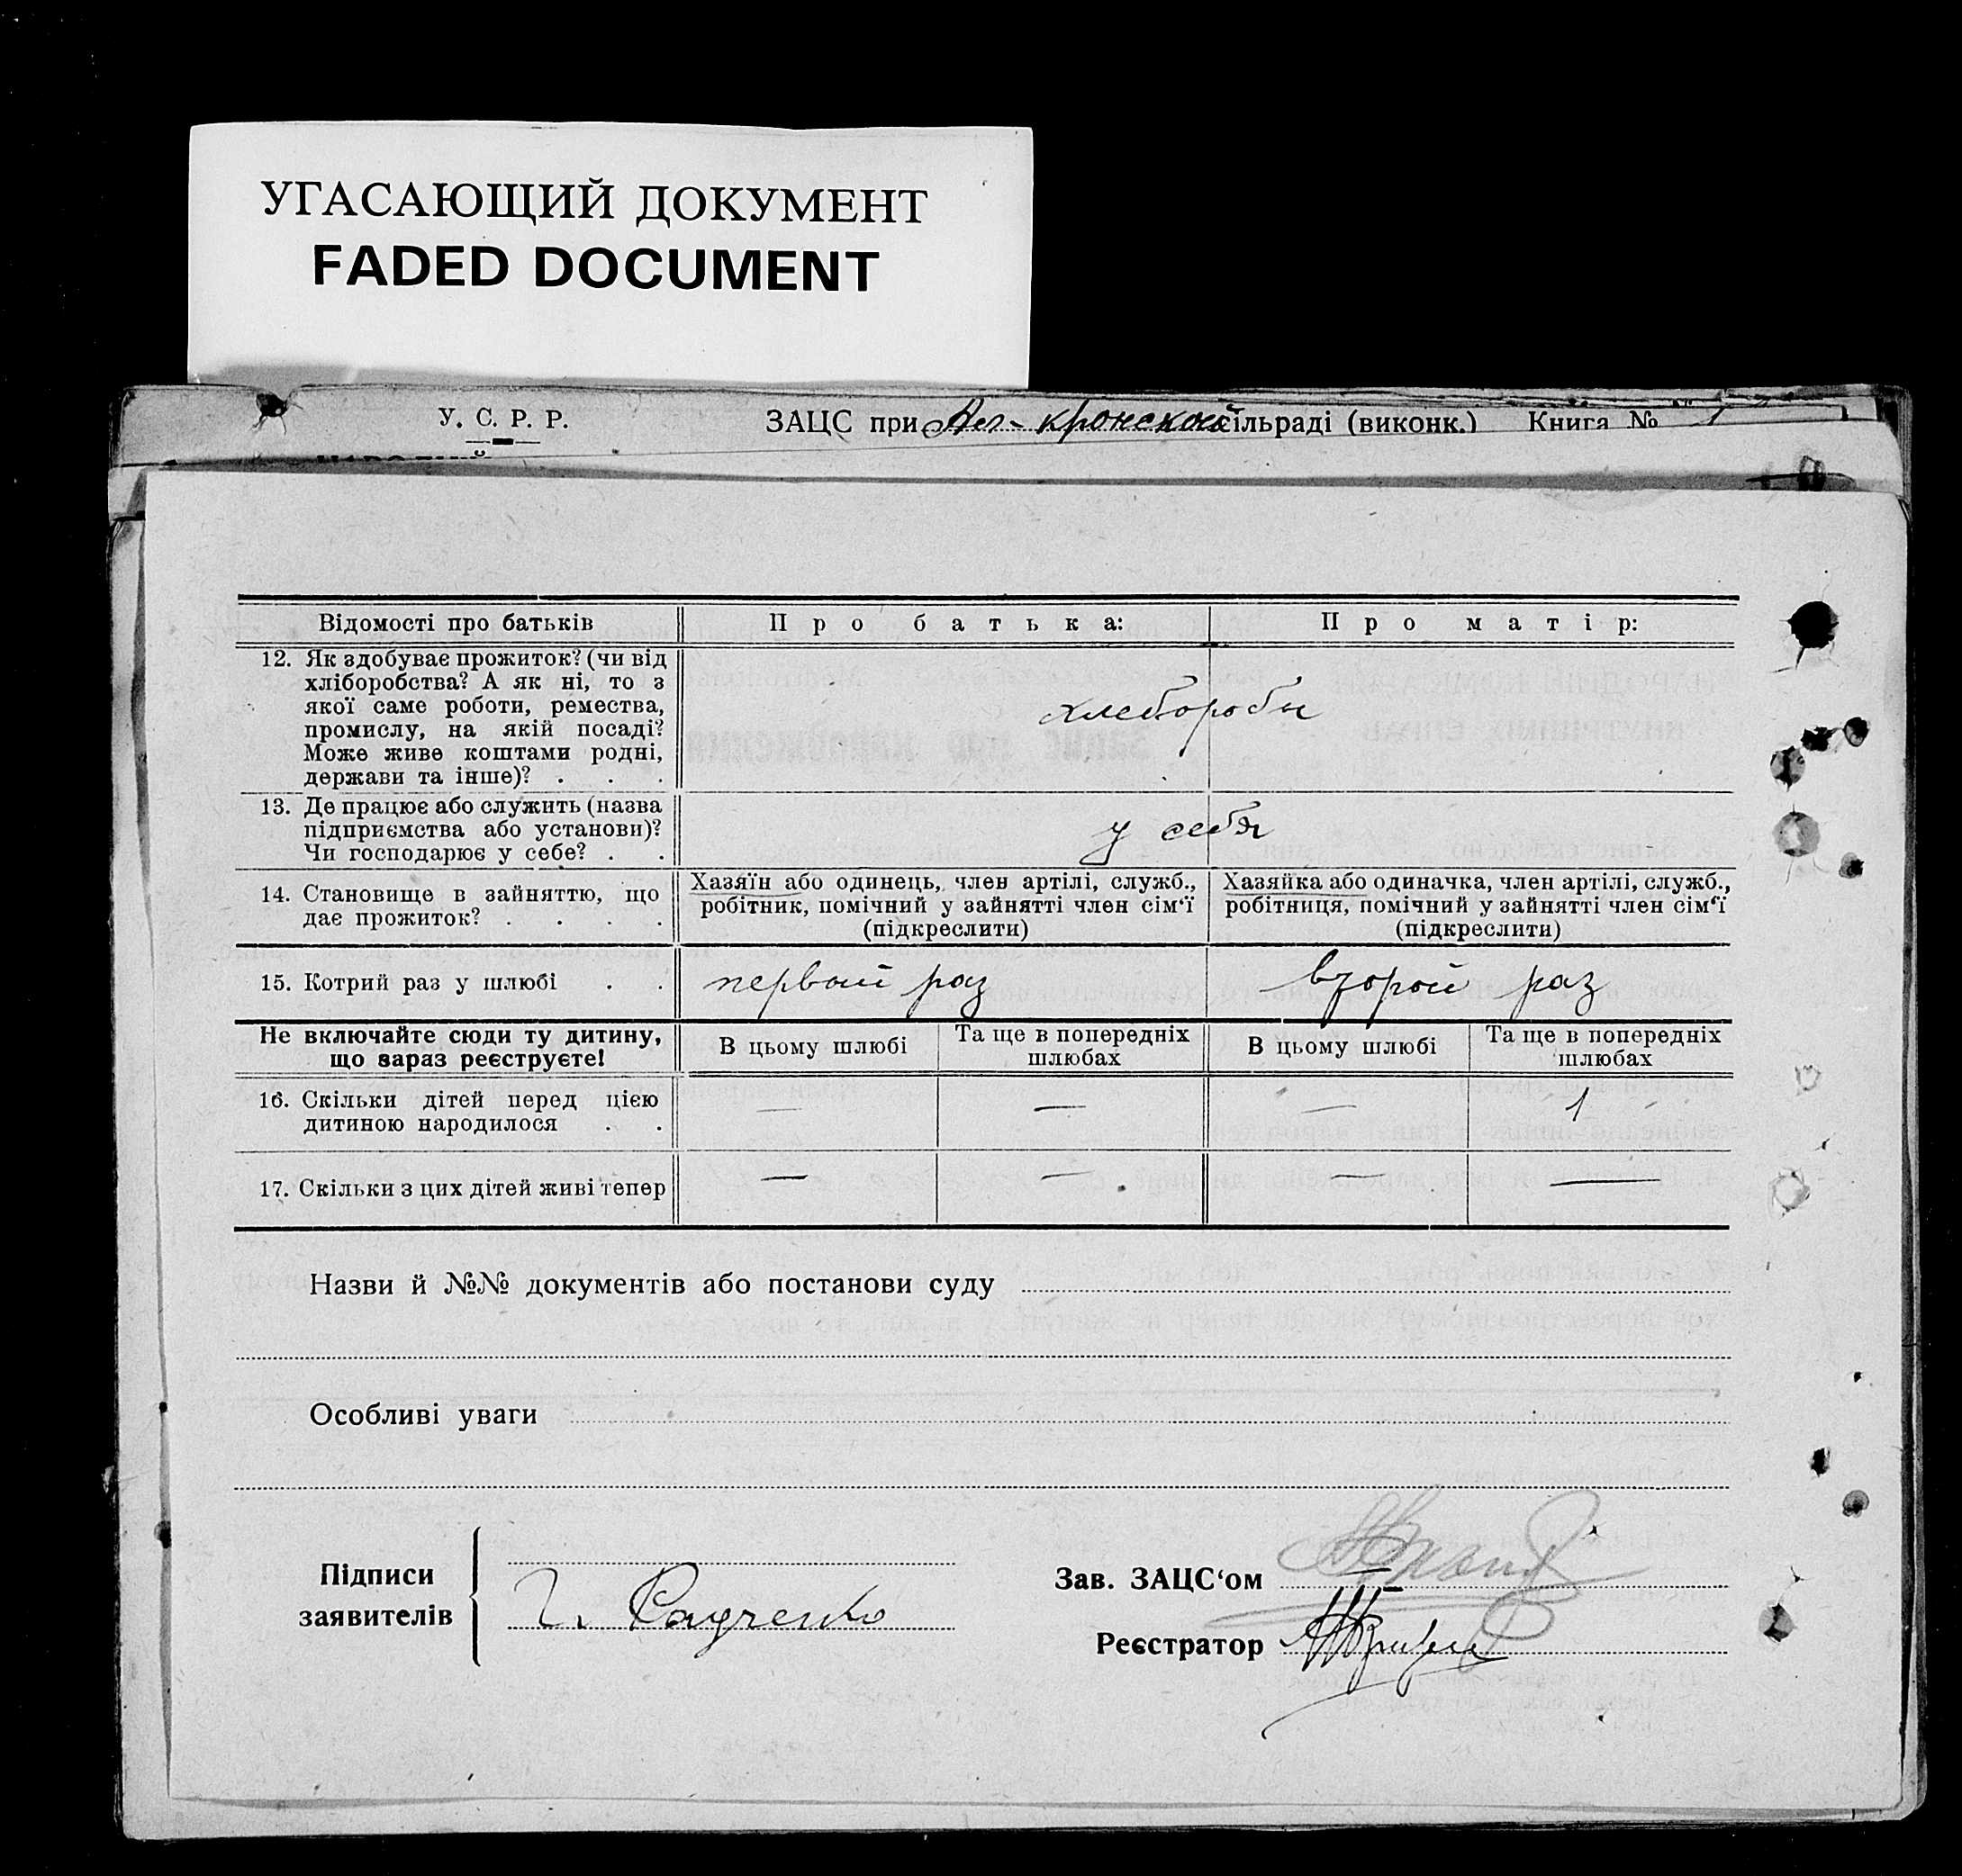 УГАСАЮЩИЙ ДОКУМЕНТ
FADED DOCUMENT
У. С. Р. Р. ЗАЦС при сільраді (виконк.) Книга №
Відомості про батьків Про батька: Про матір:
12. Як здобуває прожиток? (чи від
хліборобства? А як ні, то з
якої саме роботи, ремества,
промислу, на якій посаді?
Може живе коштами родні,
держави та інше)? . . .
хлебороби
13. Де працює або служить (назва
підприємства або установи)?
Чи господарює у себе? . .
у себя
14. Становище в зайняттю, що
дає прожиток? . . . .
Хазяїн або одинець, член артілі, служб.,
робітник, помічний у зайнятті член сім‘ї
(підкреслити)
Хазяйка або одиначка, член артілі, служб.,
робітниця, помічний у зайнятті член сім‘ї
(підкреслити)
15. Котрий раз у шлюбі . . первый раз второй раз
Не включайте сюди ту дитину,
що зараз реєструєте!
В цьому шлюбі Та ще в попередніх
шлюбах
В цьому шлюбі Та ще в попередніх
шлюбах
16. Скільки дітей перед цією
дитиною народилося . .
— — — 1
17. Скільки з цих дітей живі тепер — — — —
Назви й №№ документів або постанови суду
Особливі уваги
Підписи
заявителів
Зав. ЗАЦС‘ом
Реєстратор